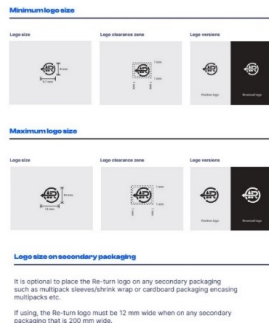 Minimum logo size
Logo size
Logo clearance zone
Logo versions
Positive logo
Reversed logo
Maximum logo size
Logo size
Logo clearance zone
Logo versions
Positive logo
Reversed logo
Logo size on secondary packaging
It is optional to place the Re-turn logo on any secondary packaging
such as multipack sleeves/shrink wrap or cardboard packaging encasing
multipacks etc.
If using, the Re-turn logo must be 12 mm wide when on any secondary
packaging that is 200 mm wide.